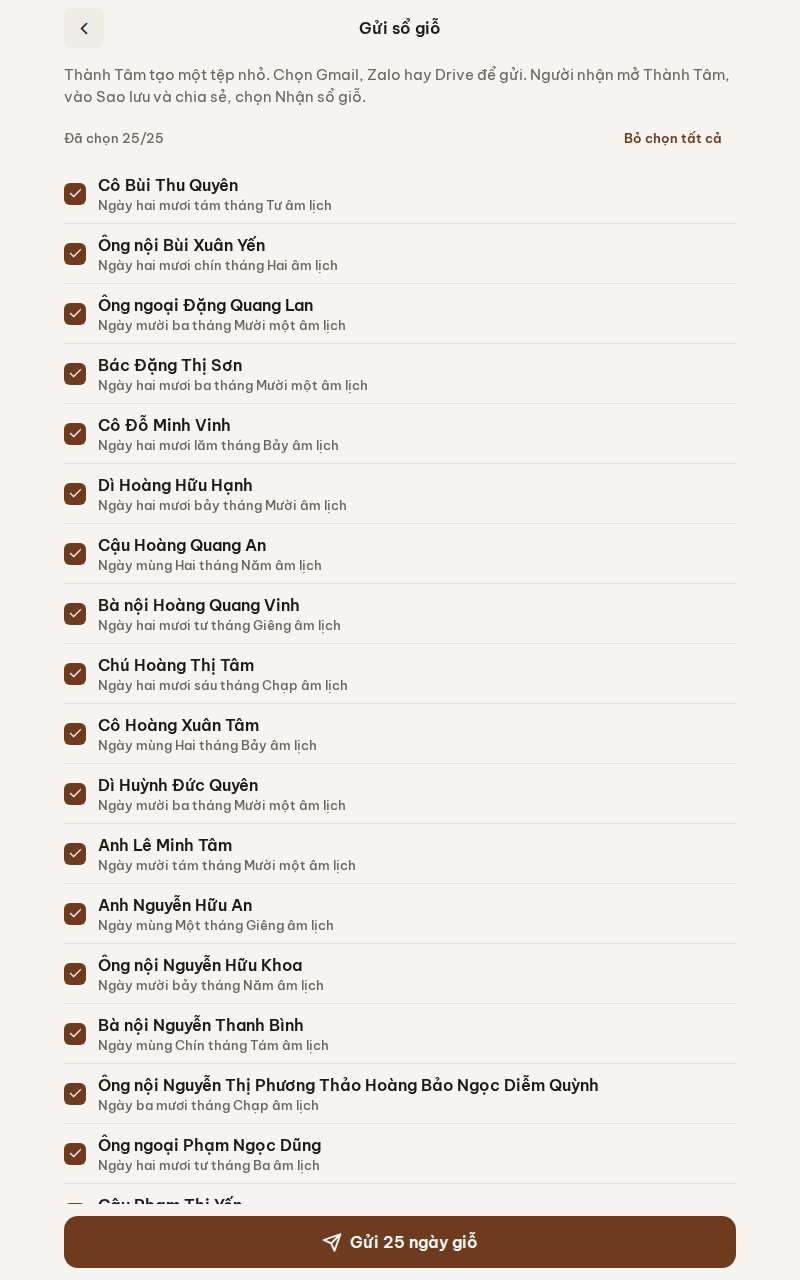 Gửi sổ giỗ
Thành Tâm tạo một tệp nhỏ. Chọn Gmail, Zalo hay Drive để gửi. Người nhận mở Thành Tâm,
vào Sao lưu và chia sẻ, chọn Nhận sổ giỗ.
Đã chọn 25/25
Bỏ chọn tất cả
Cô Bùi Thu Quyên
Ngày hai mươi tám tháng Tư âm lịch
Ông nội Bùi Xuân Yến
Ngày hai mươi chín tháng Hai âm lịch
Ông ngoại Đặng Quang Lan
Ngày mười ba tháng Mười một âm lịch
Bác Đặng Thị Sơn
Ngày hai mươi ba tháng Mười một âm lịch
Cô Đỗ Minh Vinh
Ngày hai mươi lăm tháng Bảy âm lịch
Dì Hoàng Hữu Hạnh
Ngày hai mươi bảy tháng Mười âm lịch
Cậu Hoàng Quang An
Ngày mùng Hai tháng Năm âm lịch
Bà nội Hoàng Quang Vinh
Ngày hai mươi tư tháng Giêng âm lịch
Chú Hoàng Thị Tâm
Ngày hai mươi sáu tháng Chạp âm lịch
Cô Hoàng Xuân Tâm
Ngày mùng Hai tháng Bảy âm lịch
Dì Huỳnh Đức Quyên
Ngày mười ba tháng Mười một âm lịch
Anh Lê Minh Tâm
Ngày mười tám tháng Mười một âm lịch
Anh Nguyễn Hữu An
Ngày mùng Một tháng Giêng âm lịch
Ông nội Nguyễn Hữu Khoa
Ngày mười bảy tháng Năm âm lịch
Bà nội Nguyễn Thanh Bình
Ngày mùng Chín tháng Tám âm lịch
Ông nội Nguyễn Thị Phương Thảo Hoàng Bảo Ngọc Diễm Quỳnh
Ngày ba mươi tháng Chạp âm lịch
Ông ngoại Phạm Ngọc Dũng
Ngày hai mươi tư tháng Ba âm lịch
Cậu Phạm Thị Yến
Gửi 25 ngày giỗ